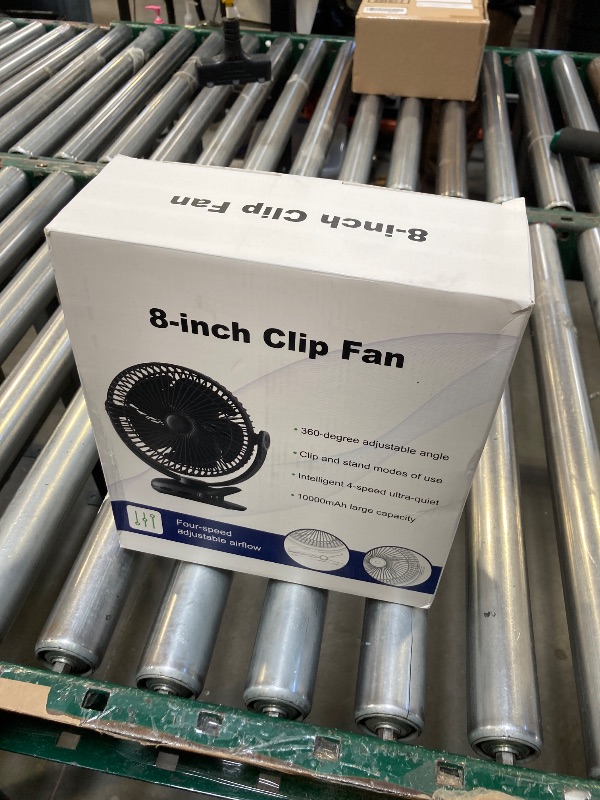 8-inch Clip Fan
8-inch Clip Fan
• 360-degree adjustable angle
• Clip and stand modes of use
• Intelligent 4-speed ultra-quiet
• 10000mAh large capacity
Four-speed
adjustable airflow